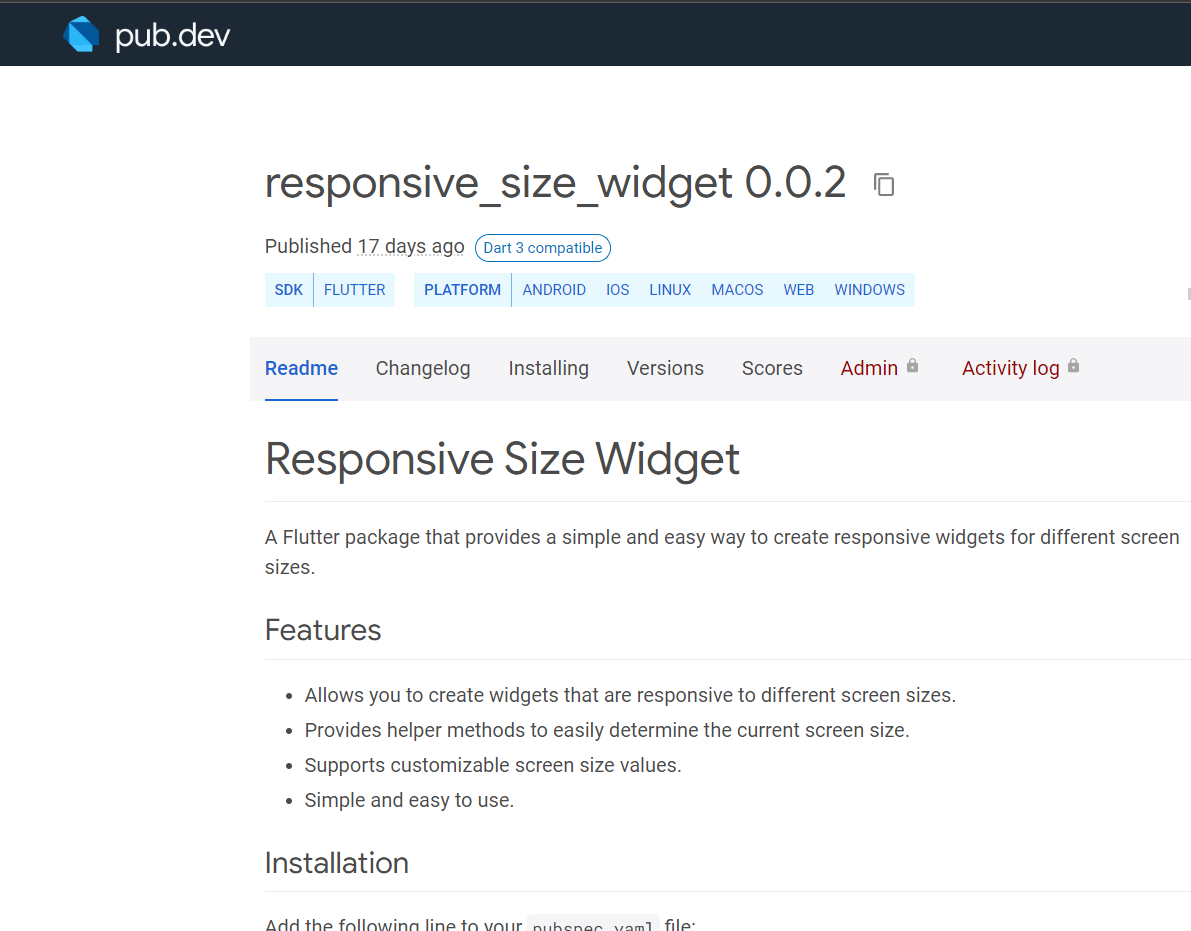 pub.dev
responsive_size_widget 0.0.2
Published 17 days ago Dart 3 compatible
SDK FLUTTER PLATFORM ANDROID IOS LINUX MACOS WEB WINDOWS
Readme Changelog Installing Versions Scores Admin Activity log
Responsive Size Widget
A Flutter package that provides a simple and easy way to create responsive widgets for different screen
sizes.
Features
• Allows you to create widgets that are responsive to different screen sizes.
• Provides helper methods to easily determine the current screen size.
• Supports customizable screen size values.
• Simple and easy to use.
Installation
Add the following line to your pubspec.yaml file: